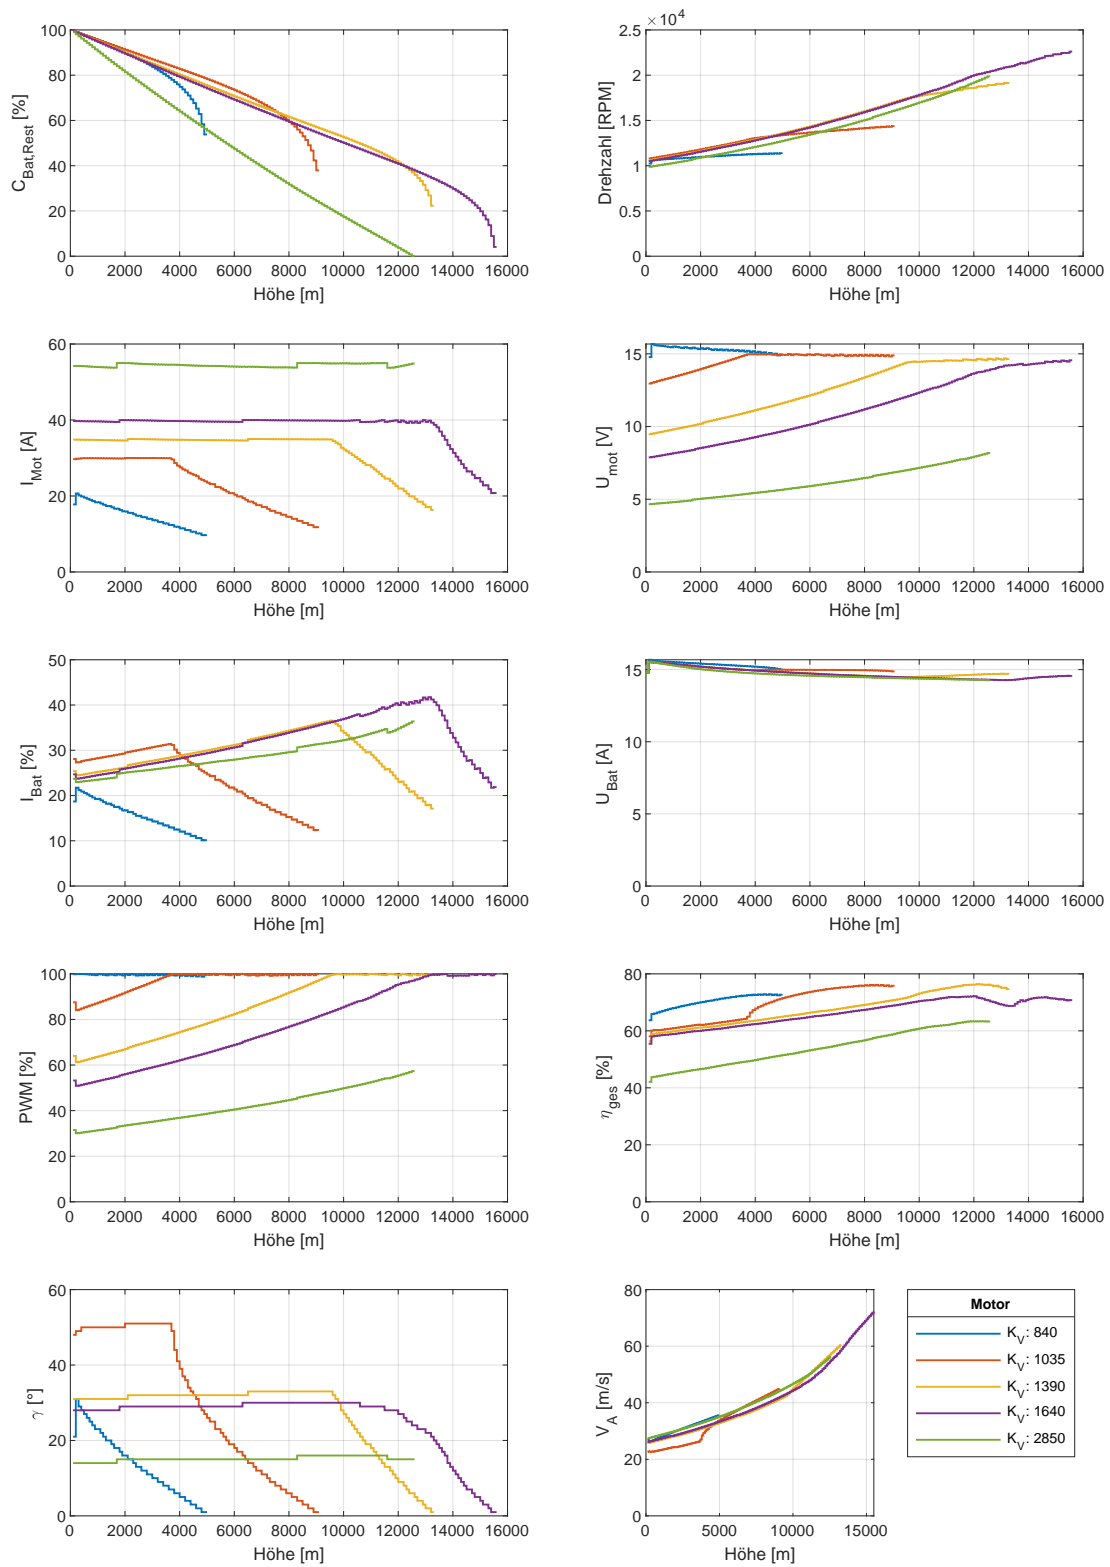 100
80
60
40
20
0
C_Bat,Rest [%]
0 2000 4000 6000 8000 10000 12000 14000 16000
Höhe [m]
×10^4
2.5
2
1.5
1
0.5
0
Drehzahl [RPM]
0 2000 4000 6000 8000 10000 12000 14000 16000
Höhe [m]
60
40
20
0
I_Mot [A]
0 2000 4000 6000 8000 10000 12000 14000 16000
Höhe [m]
15
10
5
0
U_mot [V]
0 2000 4000 6000 8000 10000 12000 14000 16000
Höhe [m]
50
40
30
20
10
0
I_Bat [%]
0 2000 4000 6000 8000 10000 12000 14000 16000
Höhe [m]
15
10
5
0
U_Bat [A]
0 2000 4000 6000 8000 10000 12000 14000 16000
Höhe [m]
100
80
60
40
20
0
PWM [%]
0 2000 4000 6000 8000 10000 12000 14000 16000
Höhe [m]
80
60
40
20
0
η_ges [%]
0 2000 4000 6000 8000 10000 12000 14000 16000
Höhe [m]
60
40
20
0
γ [°]
0 2000 4000 6000 8000 10000 12000 14000 16000
Höhe [m]
80
60
40
20
0
V_A [m/s]
0 5000 10000 15000
Höhe [m]
Motor
K_V: 840
K_V: 1035
K_V: 1390
K_V: 1640
K_V: 2850